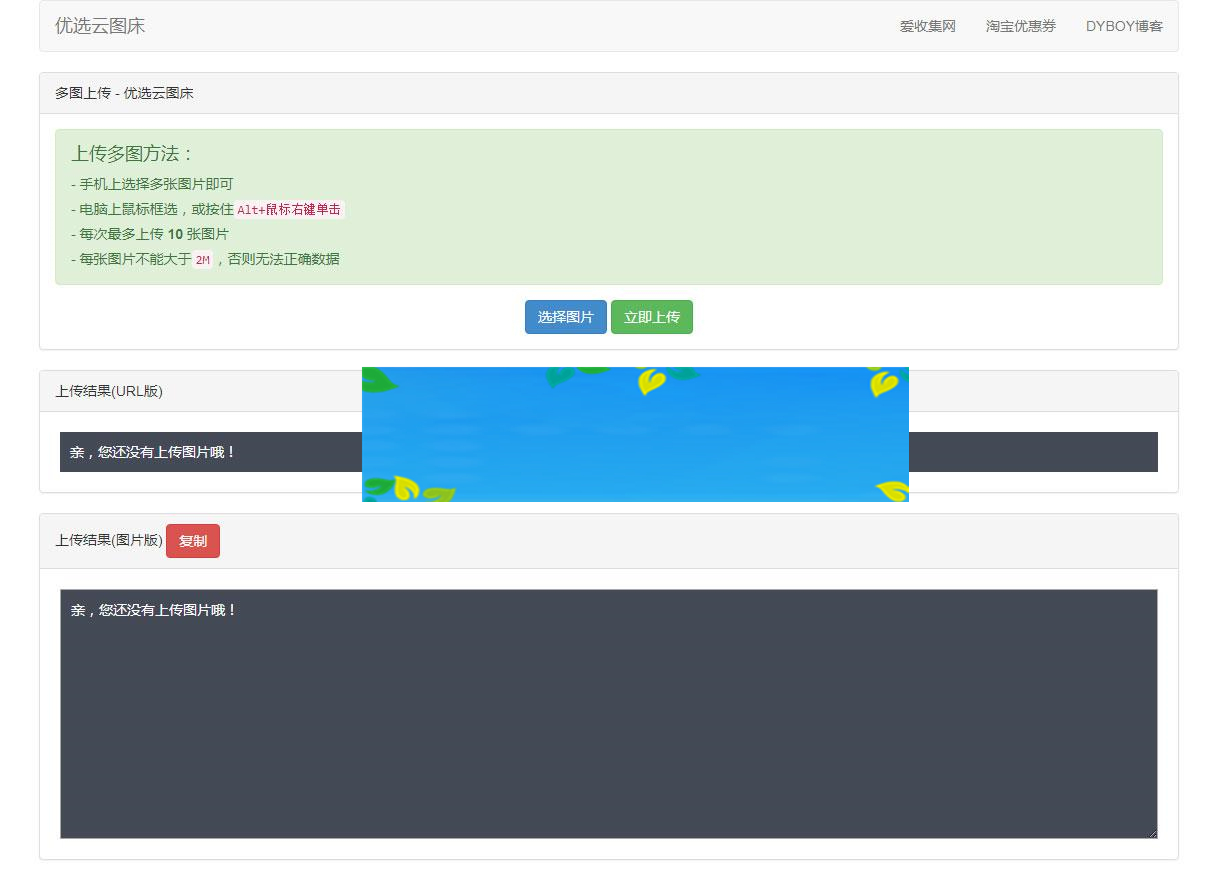 优选云图床
爱收集网 淘宝优惠券 DYBOY博客
多图上传 - 优选云图床
上传多图方法：
- 手机上选择多张图片即可
- 电脑上鼠标框选，或按住 Alt+鼠标右键单击
- 每次最多上传 10 张图片
- 每张图片不能大于 2M ，否则无法正确数据
选择图片 立即上传
上传结果(URL版)
亲，您还没有上传图片哦！
上传结果(图片版) 复制
亲，您还没有上传图片哦！